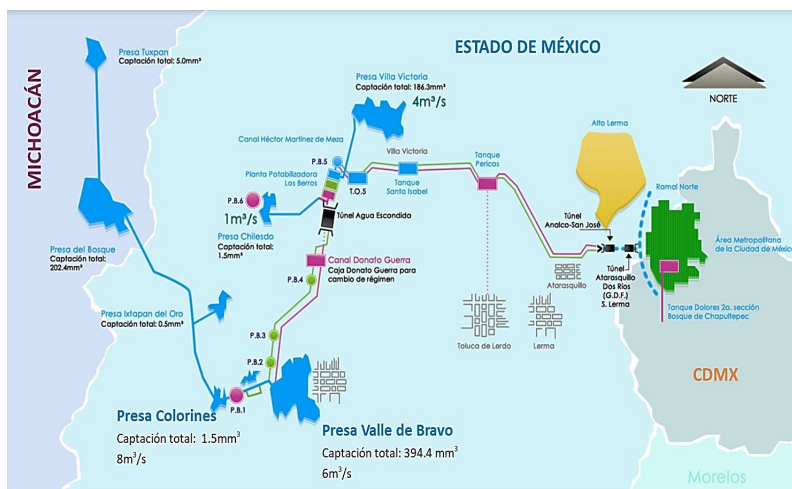 ESTADO DE MÉXICO
MICHOACÁN
NORTE
Presa Tuxpan
Captación total: 5.0mm³
Presa Villa Victoria
Captación total: 186.3mm³
4m³/s
Alto Lerma
Canal Héctor Martínez de Meza
P.B.5
Villa Victoria
Tanque
Pericos
Planta Potabilizadora
Los Berros
T.O.5
Tanque
Santa Isabel
Ramal Norte
P.B.6
1m³/s
Túnel Agua Escondida
Túnel
Analco-San José
Presa Chilesdo
Captación total:
1.5mm³
Presa del Bosque
Captación total:
202.4mm³
Canal Donato Guerra
Caja Donato Guerra para
cambio de régimen
Área Metropolitana
de la Ciudad de Méxic
P.B.4
Atarasquillo
Túnel
Atarasquillo
Dos Ríos
(G.D.F.)
S. Lerma
Presa Ixtapan del Oro
Captación total: 0.5mm³
Tanque Dolores 2a. sección
Bosque de Chapultepec
P.B.3
Toluca de Lerdo
Lerma
P.B.2
CDMX
P.B.1
Presa Colorines
Captación total: 1.5mm³
8m³/s
Presa Valle de Bravo
Captación total: 394.4 mm³
6m³/s
Morelos